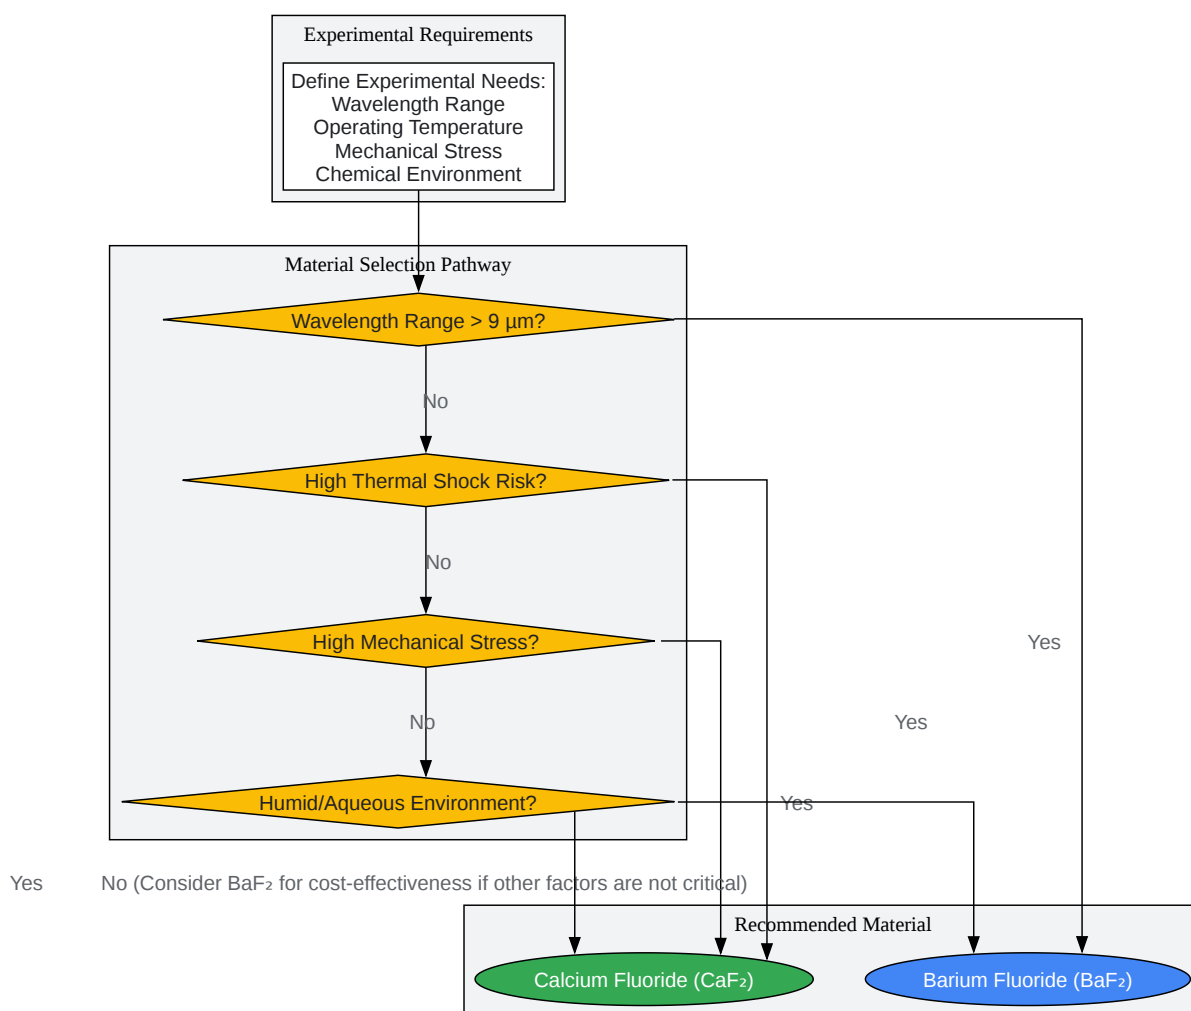 Experimental Requirements
Define Experimental Needs:
Wavelength Range
Operating Temperature
Mechanical Stress
Chemical Environment
Material Selection Pathway
Wavelength Range > 9 µm?
No
High Thermal Shock Risk?
No
High Mechanical Stress?
Yes
No
Yes
Humid/Aqueous Environment?
Yes
Yes
No (Consider BaF₂ for cost-effectiveness if other factors are not critical)
Recommended Material
Calcium Fluoride (CaF₂)
Barium Fluoride (BaF₂)